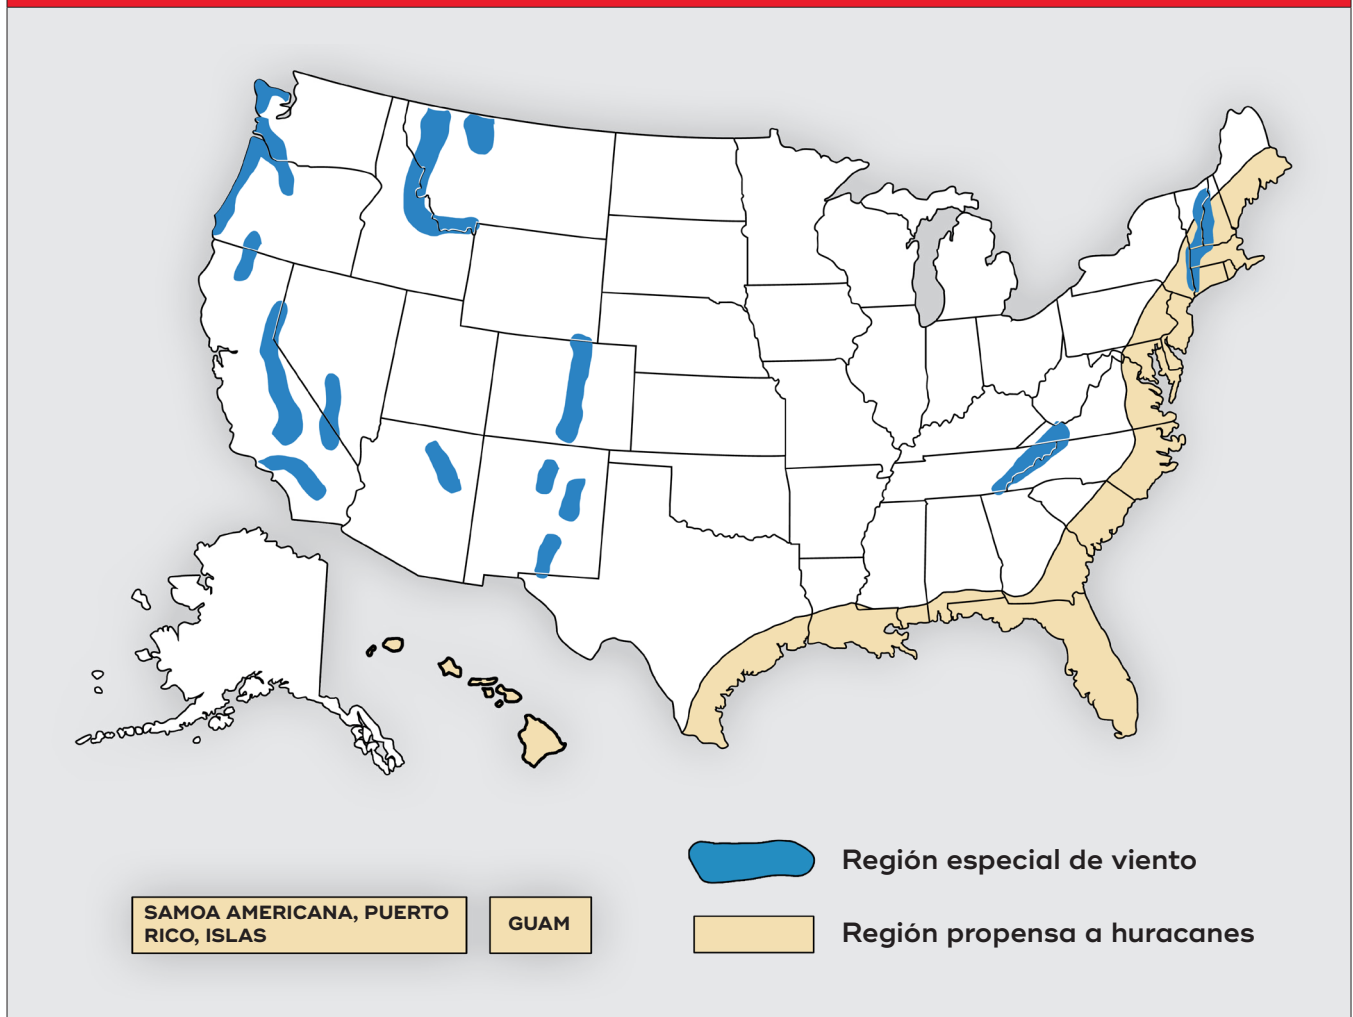 Región especial de viento
SAMOA AMERICANA, PUERTO
RICO, ISLAS
GUAM
Región propensa a huracanes